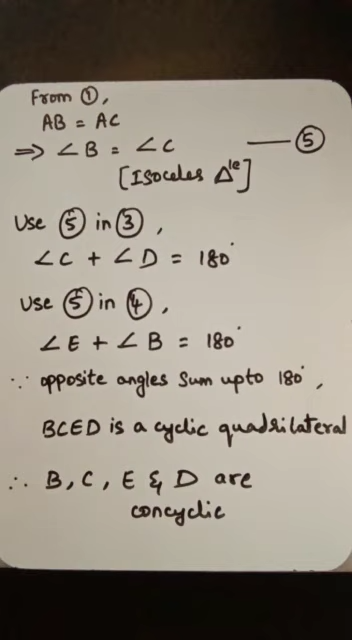 From ①,
AB = AC
⇒ ∠B = ∠C —— ⑤
[Isoceles Δle]
Use ⑤ in ③,
∠C + ∠D = 180°
Use ⑤ in ④,
∠E + ∠B = 180°
∵ opposite angles Sum upto 180°,
BCED is a cyclic quadrilateral
∴ B, C, E & D are
concyclic